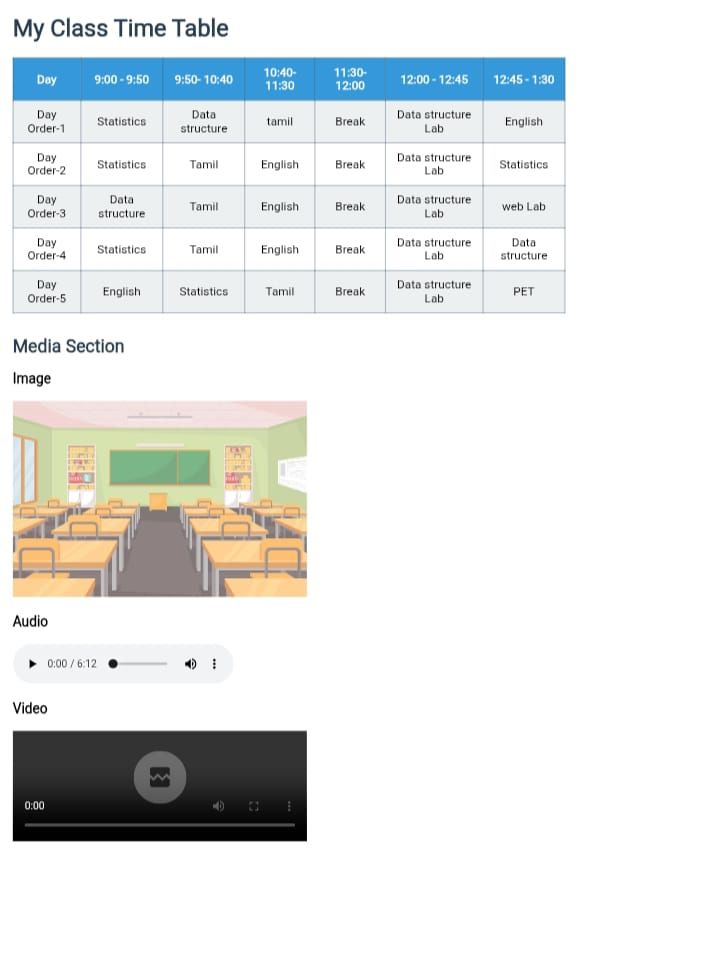 My Class Time Table
Day 9:00 - 9:50 9:50- 10:40 10:40-11:30 11:30-12:00 12:00 - 12:45 12:45 - 1:30
Day Order-1 Statistics Data structure tamil Break Data structure Lab English
Day Order-2 Statistics Tamil English Break Data structure Lab Statistics
Day Order-3 Data structure Tamil English Break Data structure Lab web Lab
Day Order-4 Statistics Tamil English Break Data structure Lab Data structure
Day Order-5 English Statistics Tamil Break Data structure Lab PET
Media Section
Image
Audio
0:00 / 6:12
Video
0:00